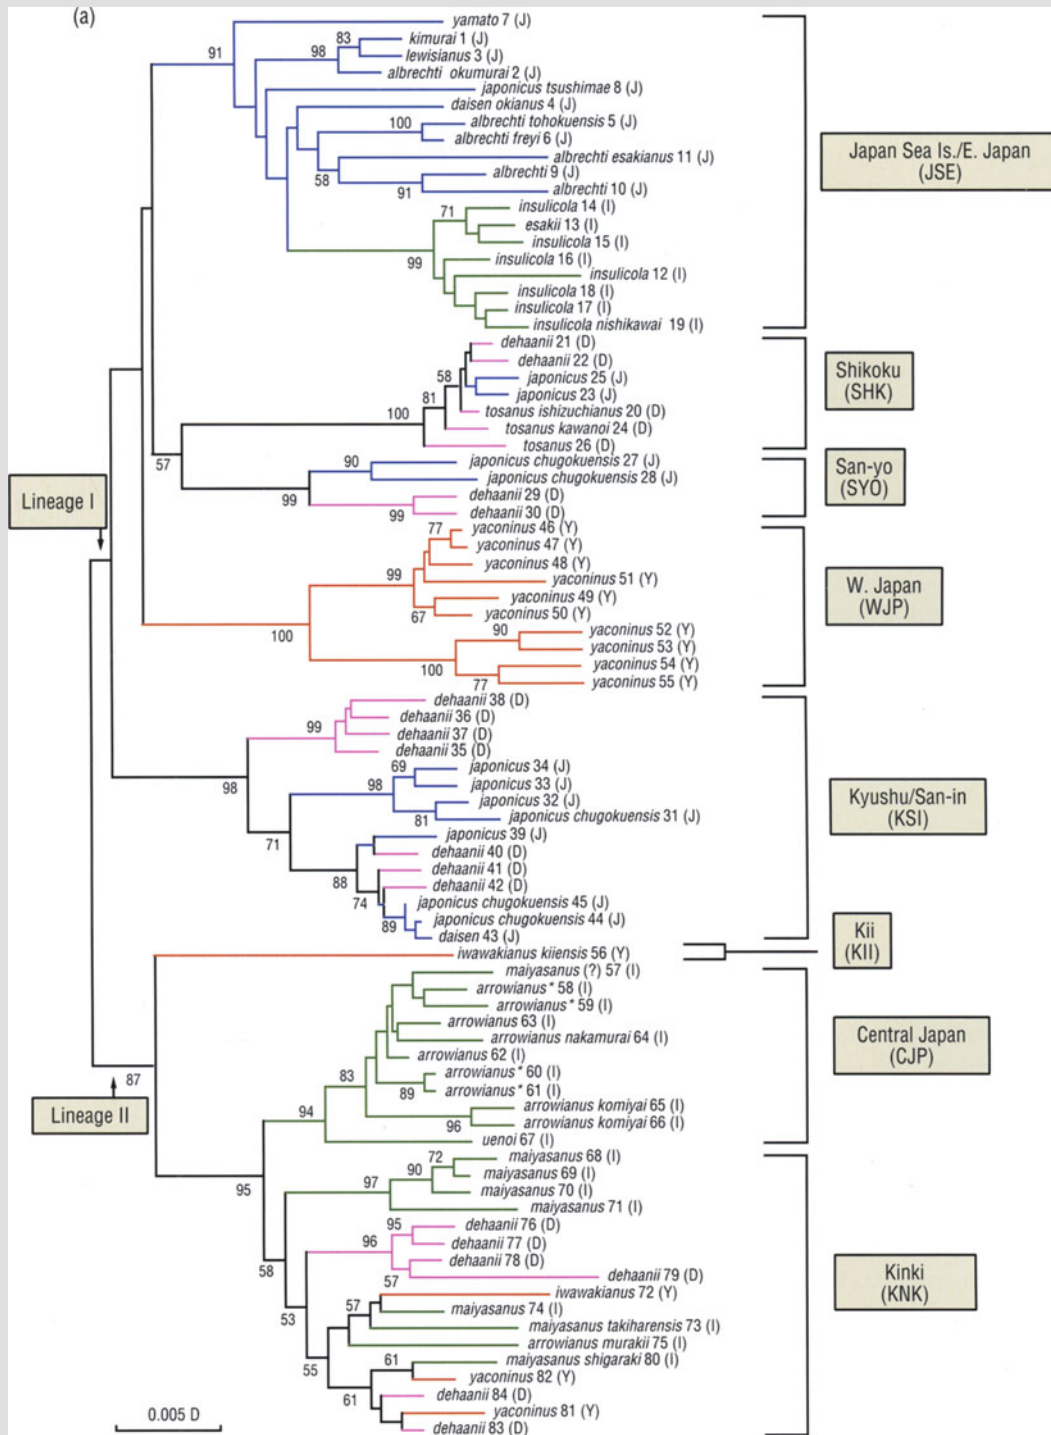 (a)
yamato 7 (J)
83
kimurai 1 (J)
91
98
lewisianus 3 (J)
albrechti okumurai 2 (J)
japonicus tsushimae 8 (J)
daisen okianus 4 (J)
100
albrechti tohokuensis 5 (J)
albrechti freyi 6 (J)
albrechti esakianus 11 (J)
58
albrechti 9 (J)
91
albrechti 10 (J)
Japan Sea Is./E. Japan
(JSE)
71
insulicola 14 (I)
esakii 13 (I)
insulicola 15 (I)
99
insulicola 16 (I)
insulicola 12 (I)
insulicola 18 (I)
insulicola 17 (I)
insulicola nishikawai 19 (I)
dehaanii 21 (D)
dehaanii 22 (D)
58
japonicus 25 (J)
81
japonicus 23 (J)
100
tosanus ishizuchianus 20 (D)
tosanus kawanoi 24 (D)
tosanus 26 (D)
Shikoku
(SHK)
57
90
japonicus chugokuensis 27 (J)
japonicus chugokuensis 28 (J)
99
dehaanii 29 (D)
99
dehaanii 30 (D)
San-yo
(SYO)
Lineage I
77
yaconinus 46 (Y)
yaconinus 47 (Y)
yaconinus 48 (Y)
99
yaconinus 51 (Y)
yaconinus 49 (Y)
67
yaconinus 50 (Y)
100
90
yaconinus 52 (Y)
yaconinus 53 (Y)
100
yaconinus 54 (Y)
77
yaconinus 55 (Y)
W. Japan
(WJP)
dehaanii 38 (D)
99
dehaanii 36 (D)
dehaanii 37 (D)
dehaanii 35 (D)
98
69
japonicus 34 (J)
98
japonicus 33 (J)
japonicus 32 (J)
81
japonicus chugokuensis 31 (J)
71
japonicus 39 (J)
dehaanii 40 (D)
88
dehaanii 41 (D)
74
dehaanii 42 (D)
japonicus chugokuensis 45 (J)
89
japonicus chugokuensis 44 (J)
daisen 43 (J)
Kyushu/San-in
(KSI)
iwawakianus kiiensis 56 (Y)
Kii
(KII)
87
Lineage II
maiyasanus (?) 57 (I)
arrowianus* 58 (I)
arrowianus* 59 (I)
arrowianus 63 (I)
arrowianus nakamurai 64 (I)
arrowianus 62 (I)
83
arrowianus* 60 (I)
89
arrowianus* 61 (I)
94
arrowianus komiyai 65 (I)
96
arrowianus komiyai 66 (I)
uenoi 67 (I)
Central Japan
(CJP)
95
72
maiyasanus 68 (I)
90
maiyasanus 69 (I)
97
maiyasanus 70 (I)
maiyasanus 71 (I)
58
95
dehaanii 76 (D)
96
dehaanii 77 (D)
dehaanii 78 (D)
57
dehaanii 79 (D)
53
iwawakianus 72 (Y)
57
maiyasanus 74 (I)
maiyasanus takiharensis 73 (I)
arrowianus murakii 75 (I)
55
61
maiyasanus shigaraki 80 (I)
yaconinus 82 (Y)
61
dehaanii 84 (D)
yaconinus 81 (Y)
dehaanii 83 (D)
Kinki
(KNK)
0.005 D